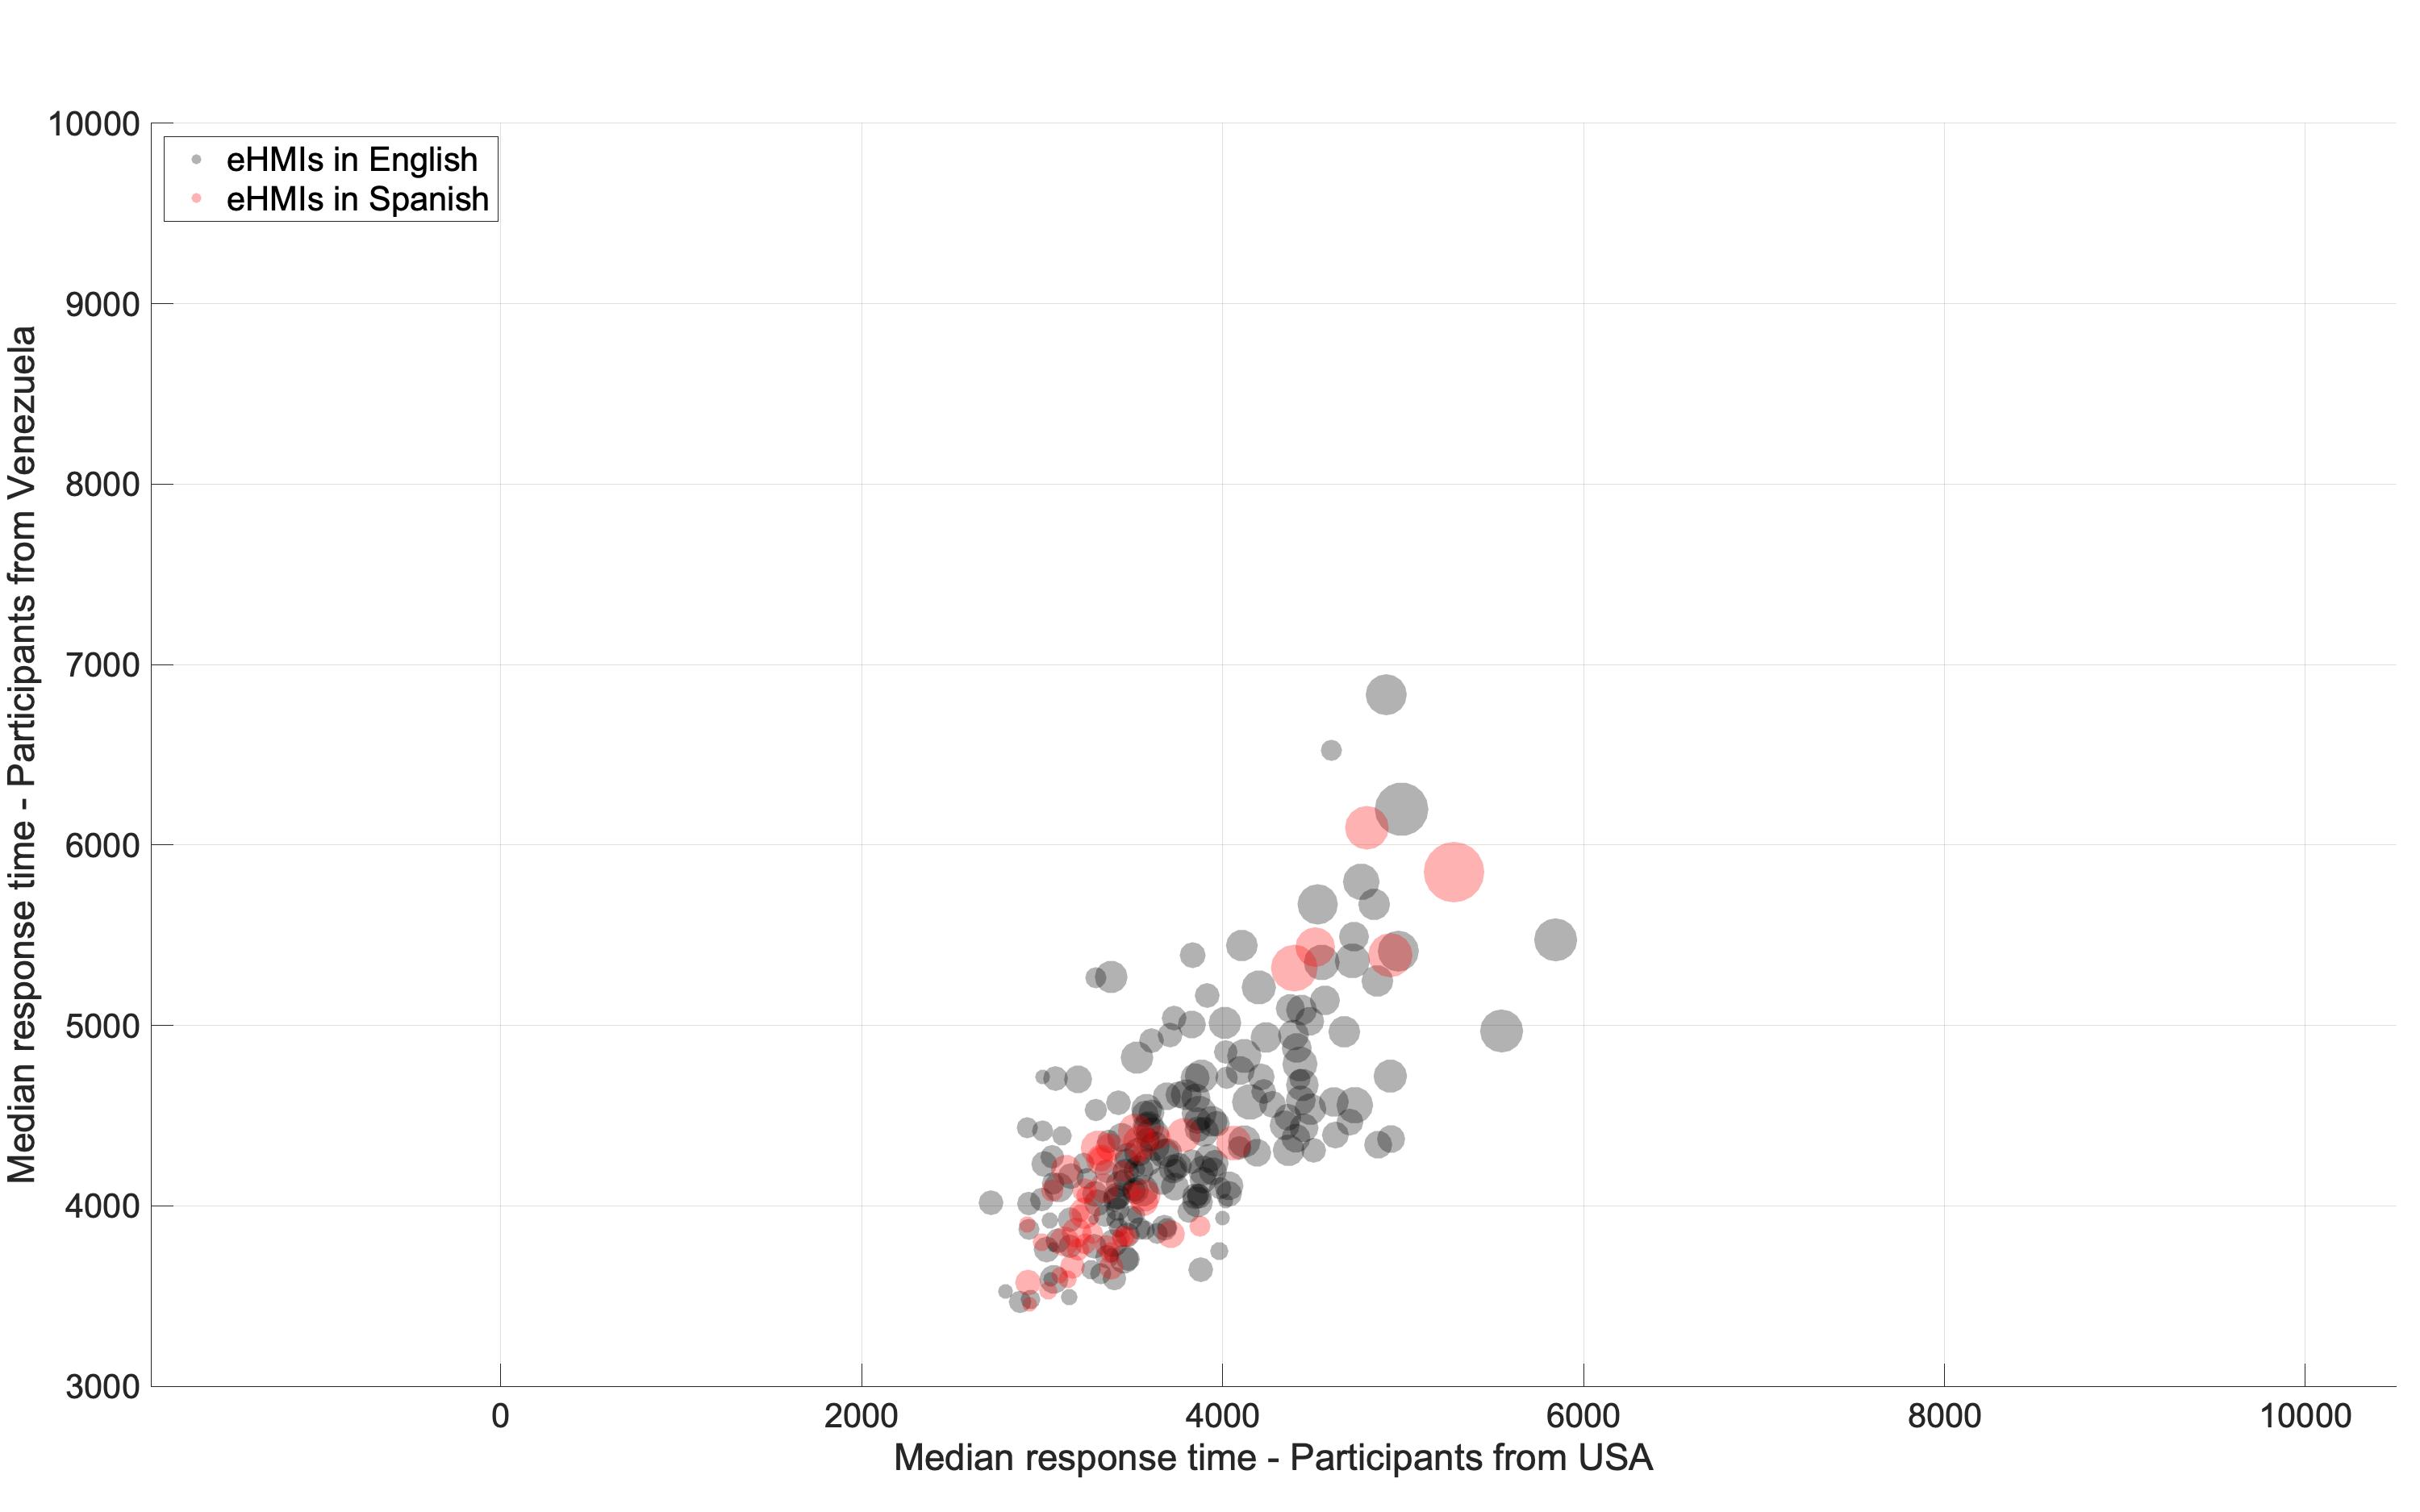 10000
eHMIs in English
eHMIs in Spanish
9000
8000
7000
6000
5000
4000
3000
Median response time - Participants from Venezuela
0 2000 4000 6000 8000 10000
Median response time - Participants from USA